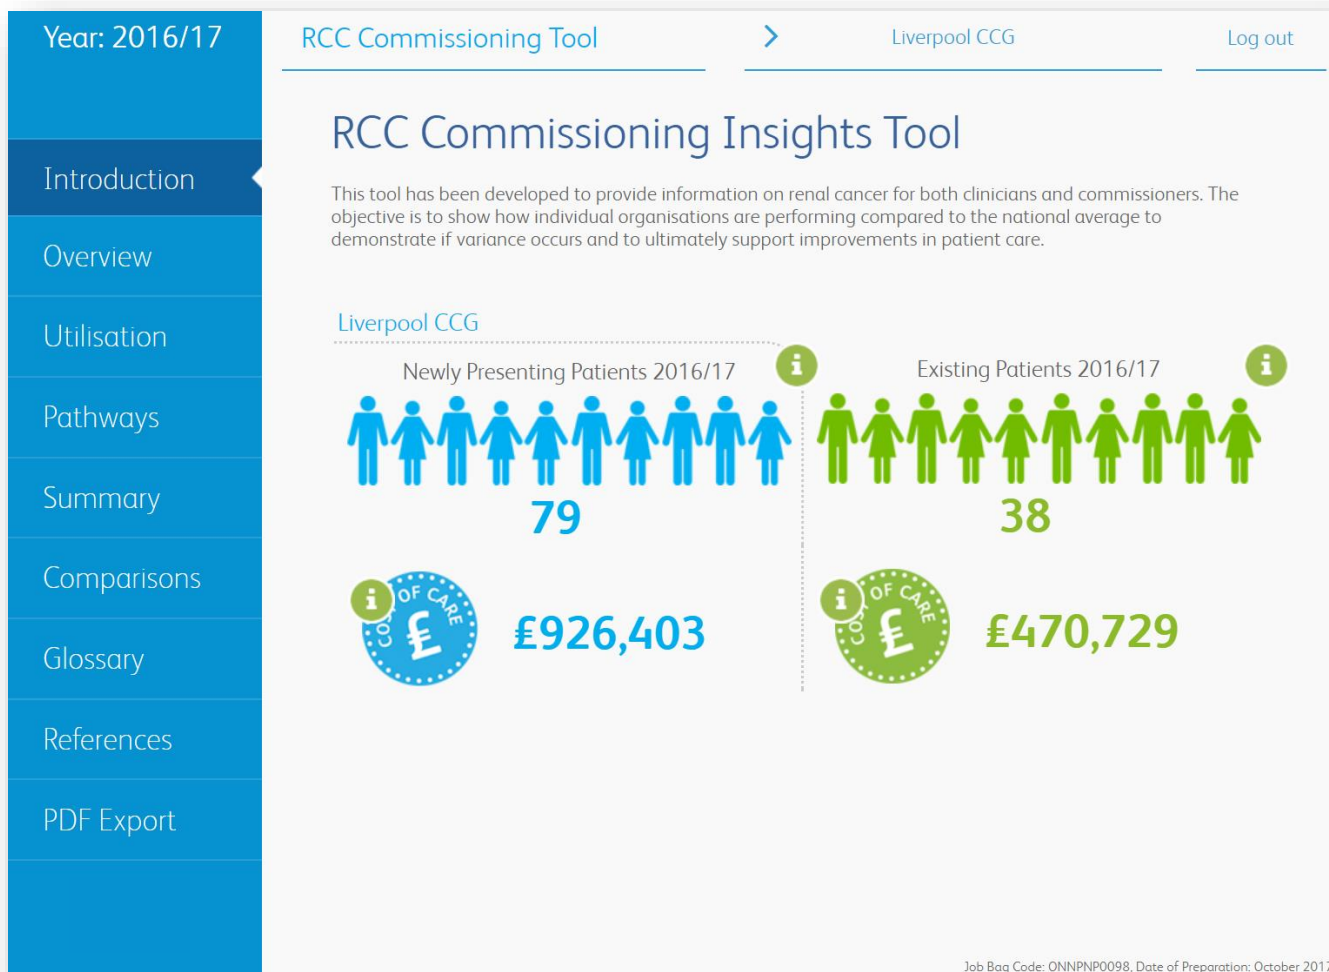 Year: 2016/17
RCC Commissioning Tool
Liverpool CCG
Log out
Introduction
Overview
Utilisation
Pathways
Summary
Comparisons
Glossary
References
PDF Export
RCC Commissioning Insights Tool
This tool has been developed to provide information on renal cancer for both clinicians and commissioners. The
objective is to show how individual organisations are performing compared to the national average to
demonstrate if variance occurs and to ultimately support improvements in patient care.
Liverpool CCG
Newly Presenting Patients 2016/17
i
79
i
COST OF CARE
£
£926,403
Existing Patients 2016/17
i
38
i
COST OF CARE
£
£470,729
Job Bag Code: ONNPNP0098, Date of Preparation: October 2017